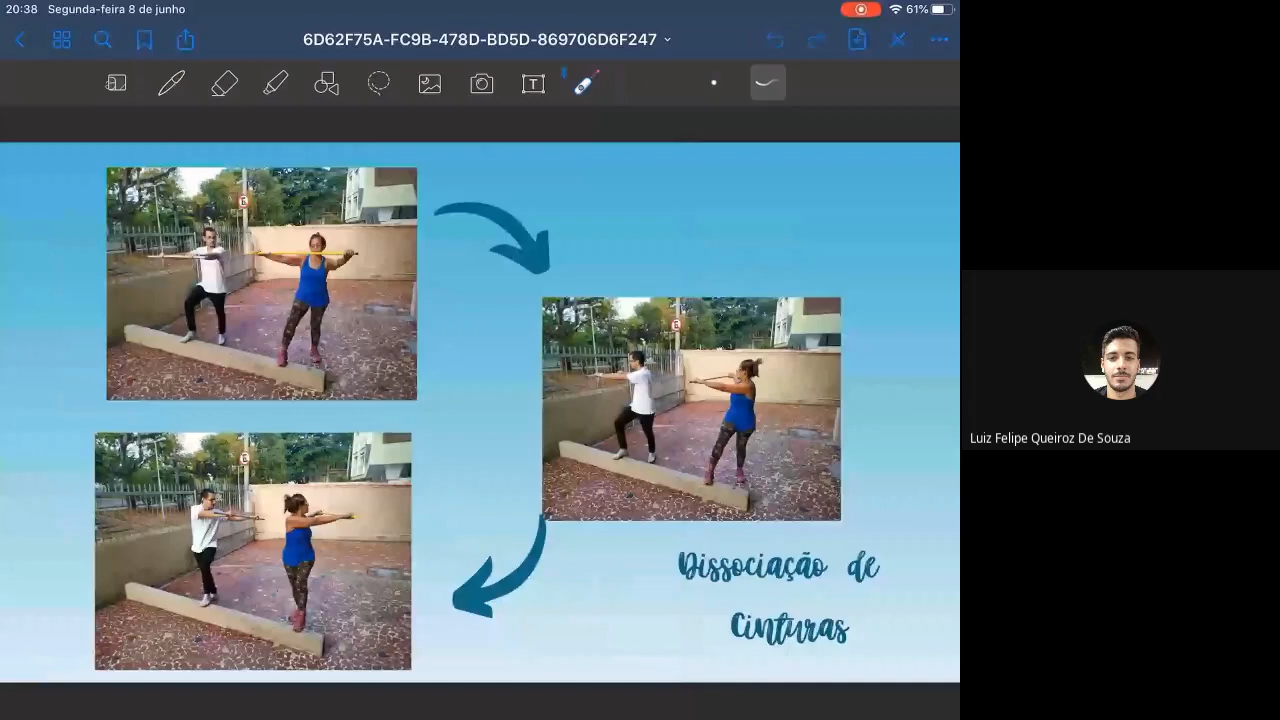 20:38 Segunda-feira 8 de junho
61%
6D62F75A-FC9B-478D-BD5D-869706D6F247
T
E
E
E
Dissociação de
Cinturas
Luiz Felipe Queiroz De Souza